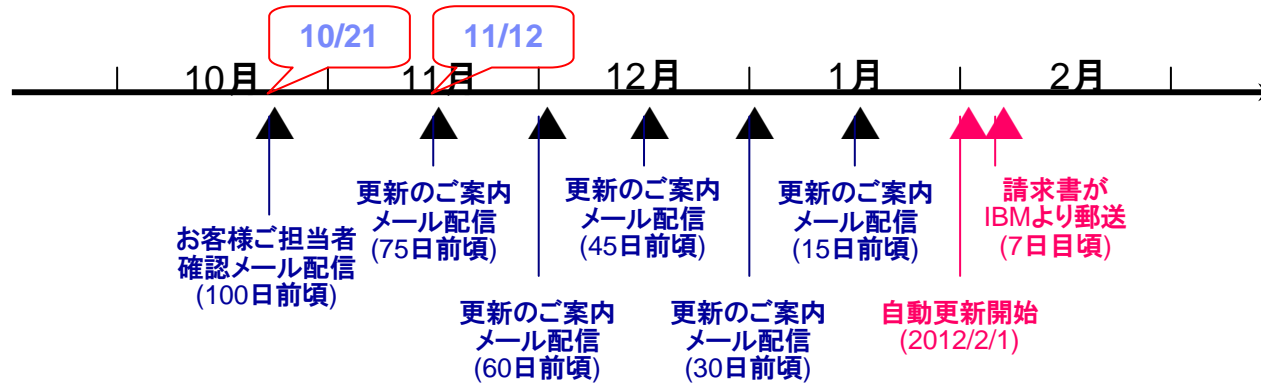 10/21
11/12
10月
11月
12月
1月
2月
お客様ご担当者
確認メール配信
(100日前頃)
更新のご案内
メール配信
(75日前頃)
更新のご案内
メール配信
(60日前頃)
更新のご案内
メール配信
(45日前頃)
更新のご案内
メール配信
(30日前頃)
更新のご案内
メール配信
(15日前頃)
自動更新開始
(2012/2/1)
請求書が
IBMより郵送
(7日目頃)